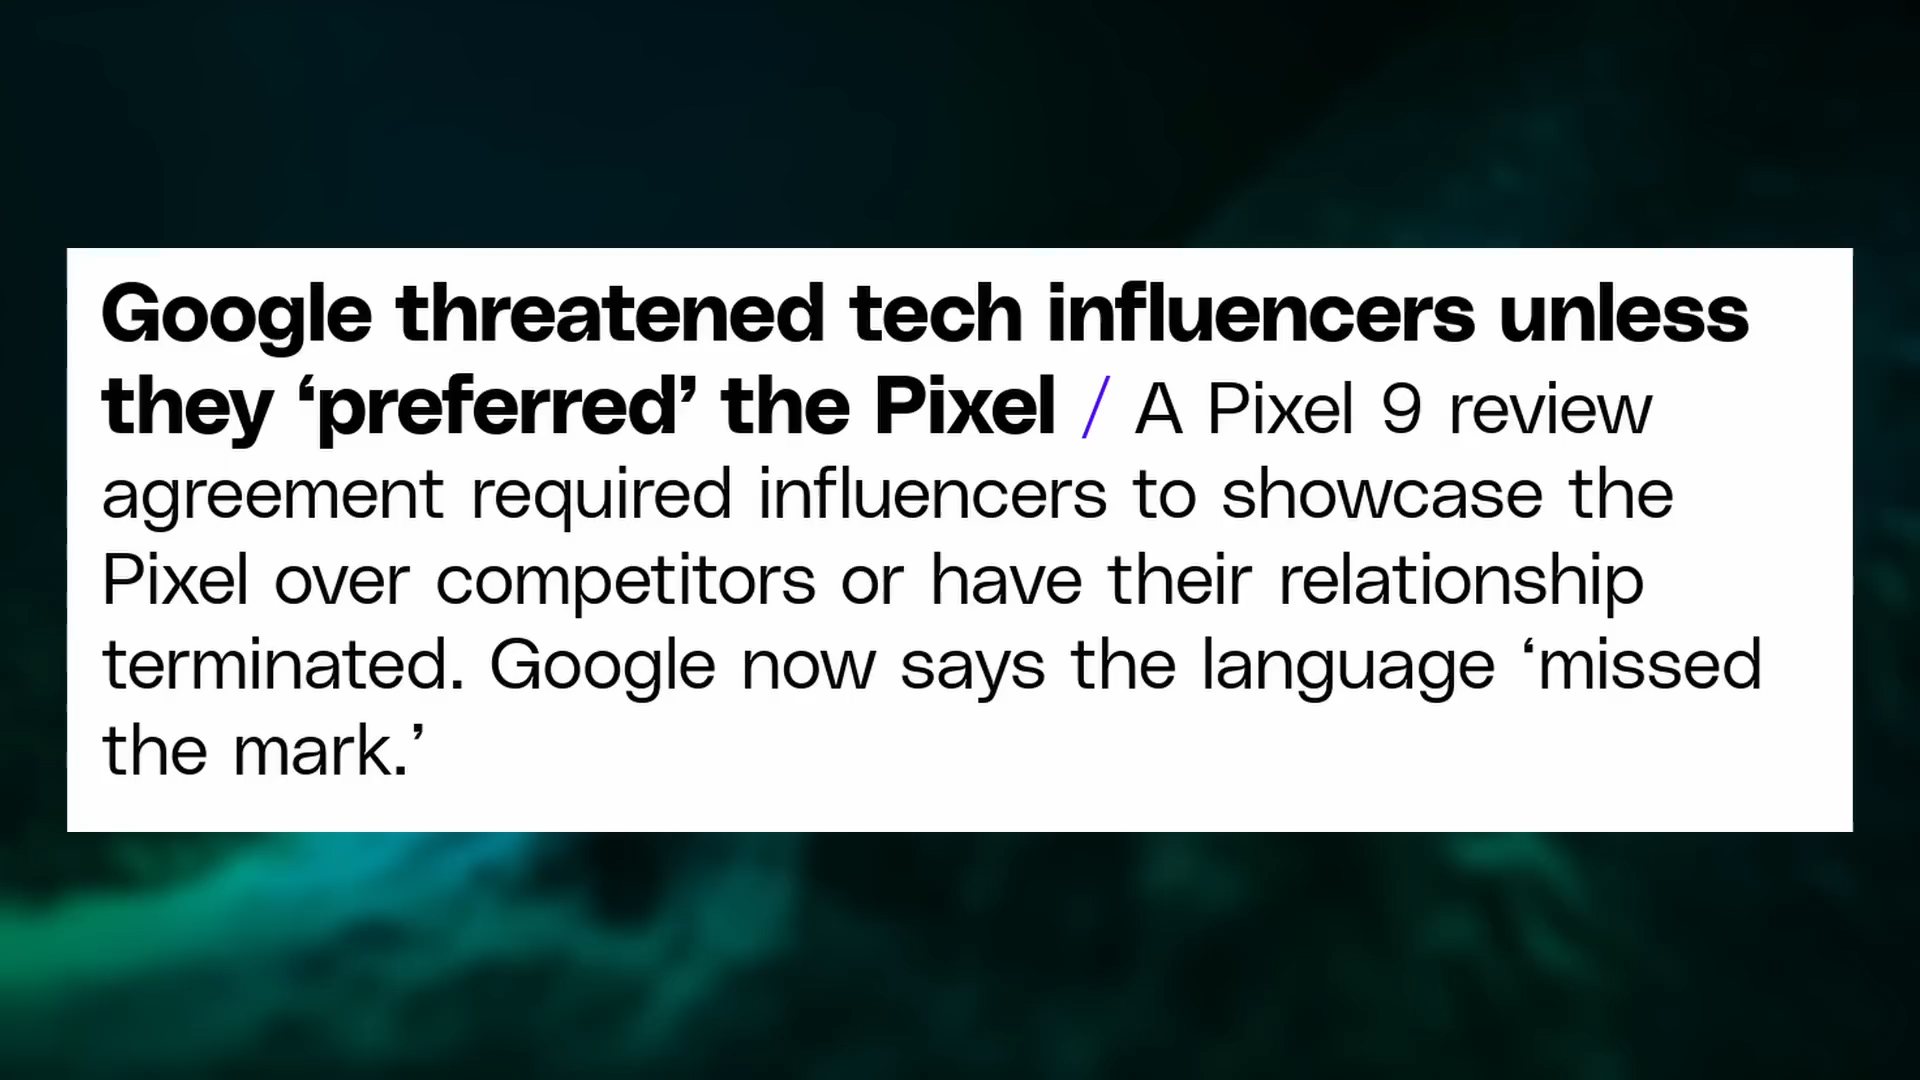 Google threatened tech influencers unless
they ‘preferred’ the Pixel / A Pixel 9 review
agreement required influencers to showcase the
Pixel over competitors or have their relationship
terminated. Google now says the language ‘missed
the mark.’